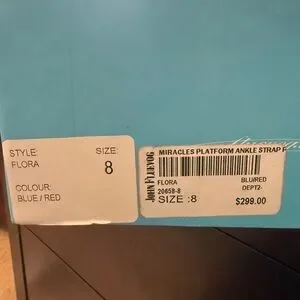 STYLE: SIZE:
FLORA 8
COLOUR:
BLUE / RED
JOHN FLUEVOG
MIRACLES PLATFORM ANKLE STRAP F
FLORA BLU/RED
20658-8 DEPT2-
SIZE :8 $299.00